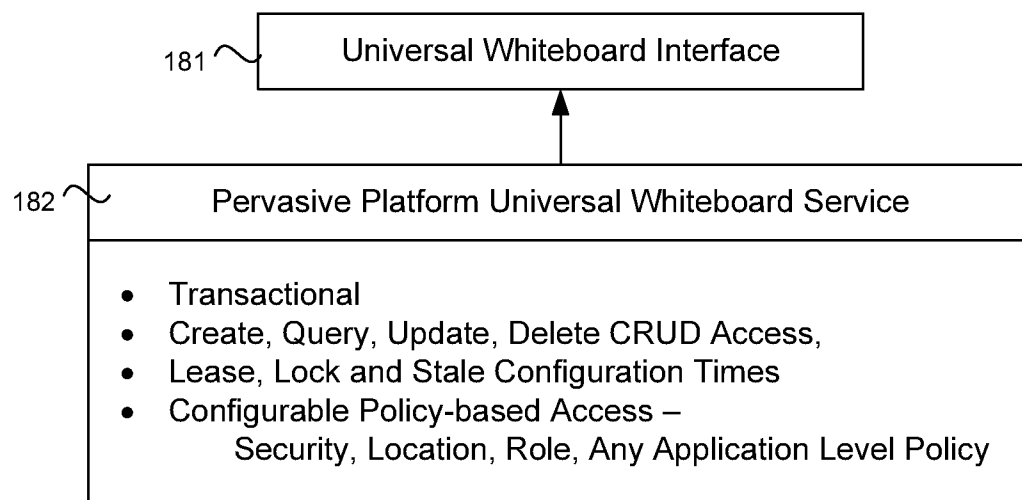 181
Universal Whiteboard Interface
182
Pervasive Platform Universal Whiteboard Service
• Transactional
• Create, Query, Update, Delete CRUD Access,
• Lease, Lock and Stale Configuration Times
• Configurable Policy-based Access –
Security, Location, Role, Any Application Level Policy